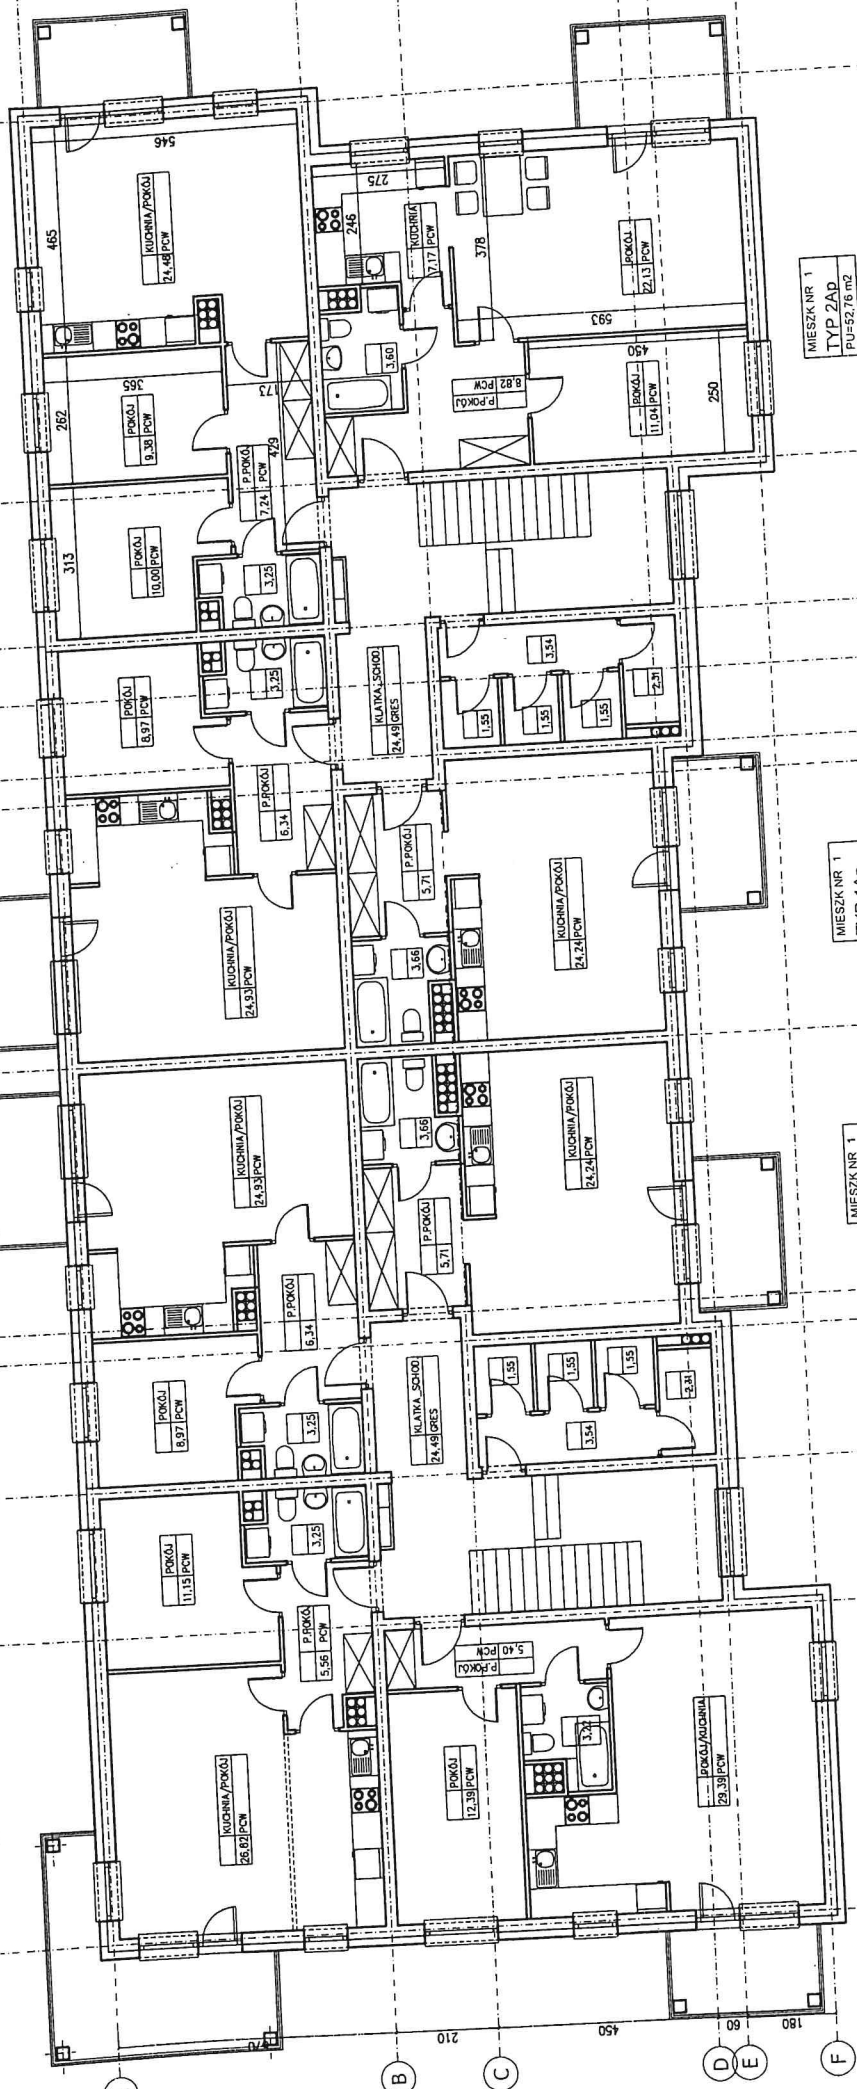 546
465
KUCHNIA/POKÓJ
24,48 PCW
275
246
KUCHNIA
7,17 PCW
378
POKÓJ
22,13 PCW
593
MIESZK NR 1
TYP 2Ap
PU=52,76 m2
365
262
POKÓJ
9,38 PCW
173
3,60
P.POKÓJ
8,82 PCW
450
POKÓJ
11,04 PCW
250
429
P.POKÓJ
7,24 PCW
313
POKÓJ
10,00 PCW
3,25
3,25
POKÓJ
8,97 PCW
KLATKA_SCHOD
24,49 GRES
3,54
2,31
1,55
1,55
1,55
P.POKÓJ
6,34
P.POKÓJ
5,71
KUCHNIA/POKÓJ
24,93 PCW
3,66
KUCHNIA/POKÓJ
24,24 PCW
MIESZK NR 1
KUCHNIA/POKÓJ
24,93 PCW
3,66
KUCHNIA/POKÓJ
24,24 PCW
MIESZK NR 1
P.POKÓJ
5,71
P.POKÓJ
6,34
POKÓJ
8,97 PCW
3,25
KLATKA_SCHOD
24,49 GRES
1,55
1,55
1,55
2,31
3,54
POKÓJ
11,15 PCW
3,25
P.POKÓJ
5,56 PCW
P.POKÓJ
5,40 PCW
KUCHNIA/POKÓJ
26,82 PCW
POKÓJ
12,39 PCW
3,22
POKÓJ/KUCHNIA
29,39 PCW
210
450
60
180
B
C
D
E
F